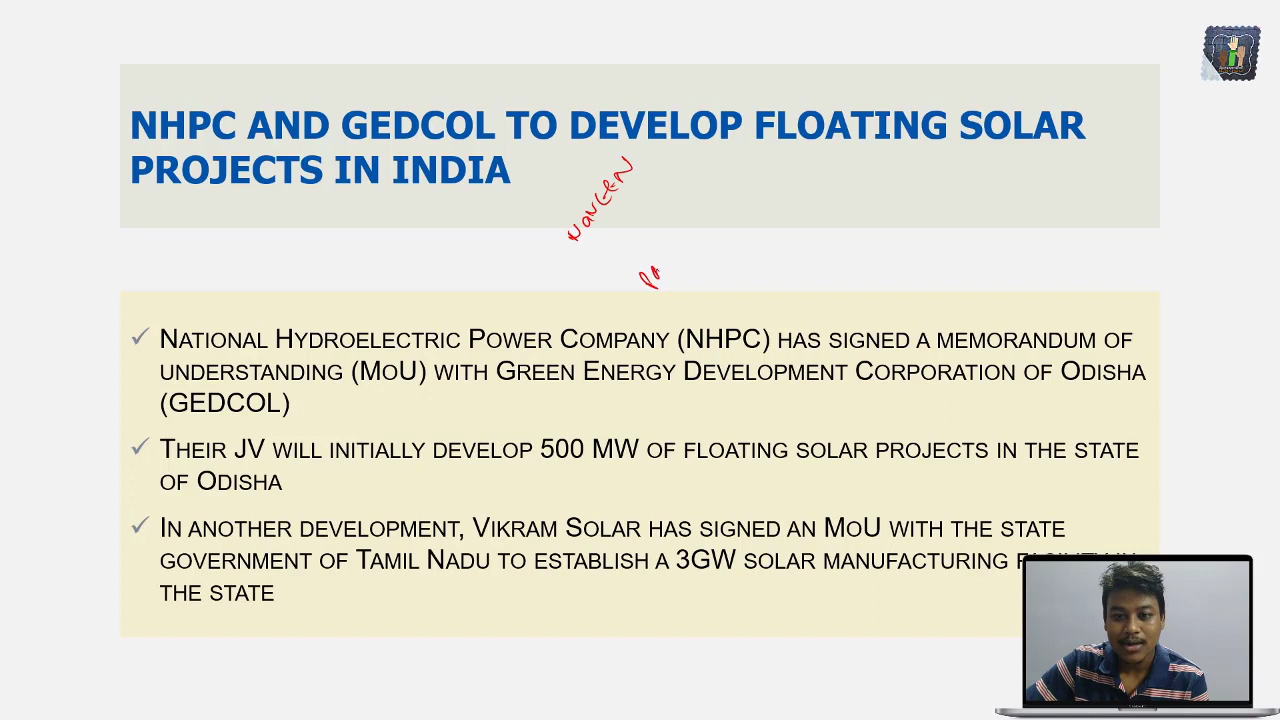 NHPC AND GEDCOL TO DEVELOP FLOATING SOLAR
PROJECTS IN INDIA
NATIONAL HYDROELECTRIC POWER COMPANY (NHPC) HAS SIGNED A MEMORANDUM OF
UNDERSTANDING (MOU) WITH GREEN ENERGY DEVELOPMENT CORPORATION OF ODISHA
(GEDCOL)
THEIR JV WILL INITIALLY DEVELOP 500 MW OF FLOATING SOLAR PROJECTS IN THE STATE
OF ODISHA
IN ANOTHER DEVELOPMENT, VIKRAM SOLAR HAS SIGNED AN MOU WITH THE STATE
GOVERNMENT OF TAMIL NADU TO ESTABLISH A 3GW SOLAR MANUFACTURING
THE STATE